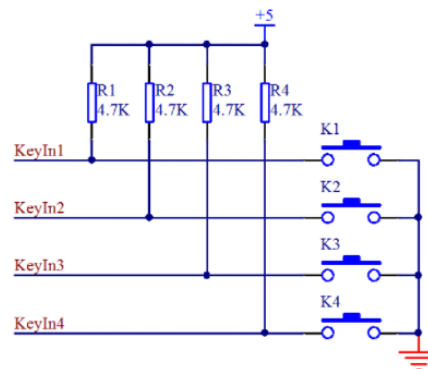 +5
R1 R2 R3 R4
4.7K 4.7K 4.7K 4.7K
K1
KeyIn1
K2
KeyIn2
K3
KeyIn3
K4
KeyIn4